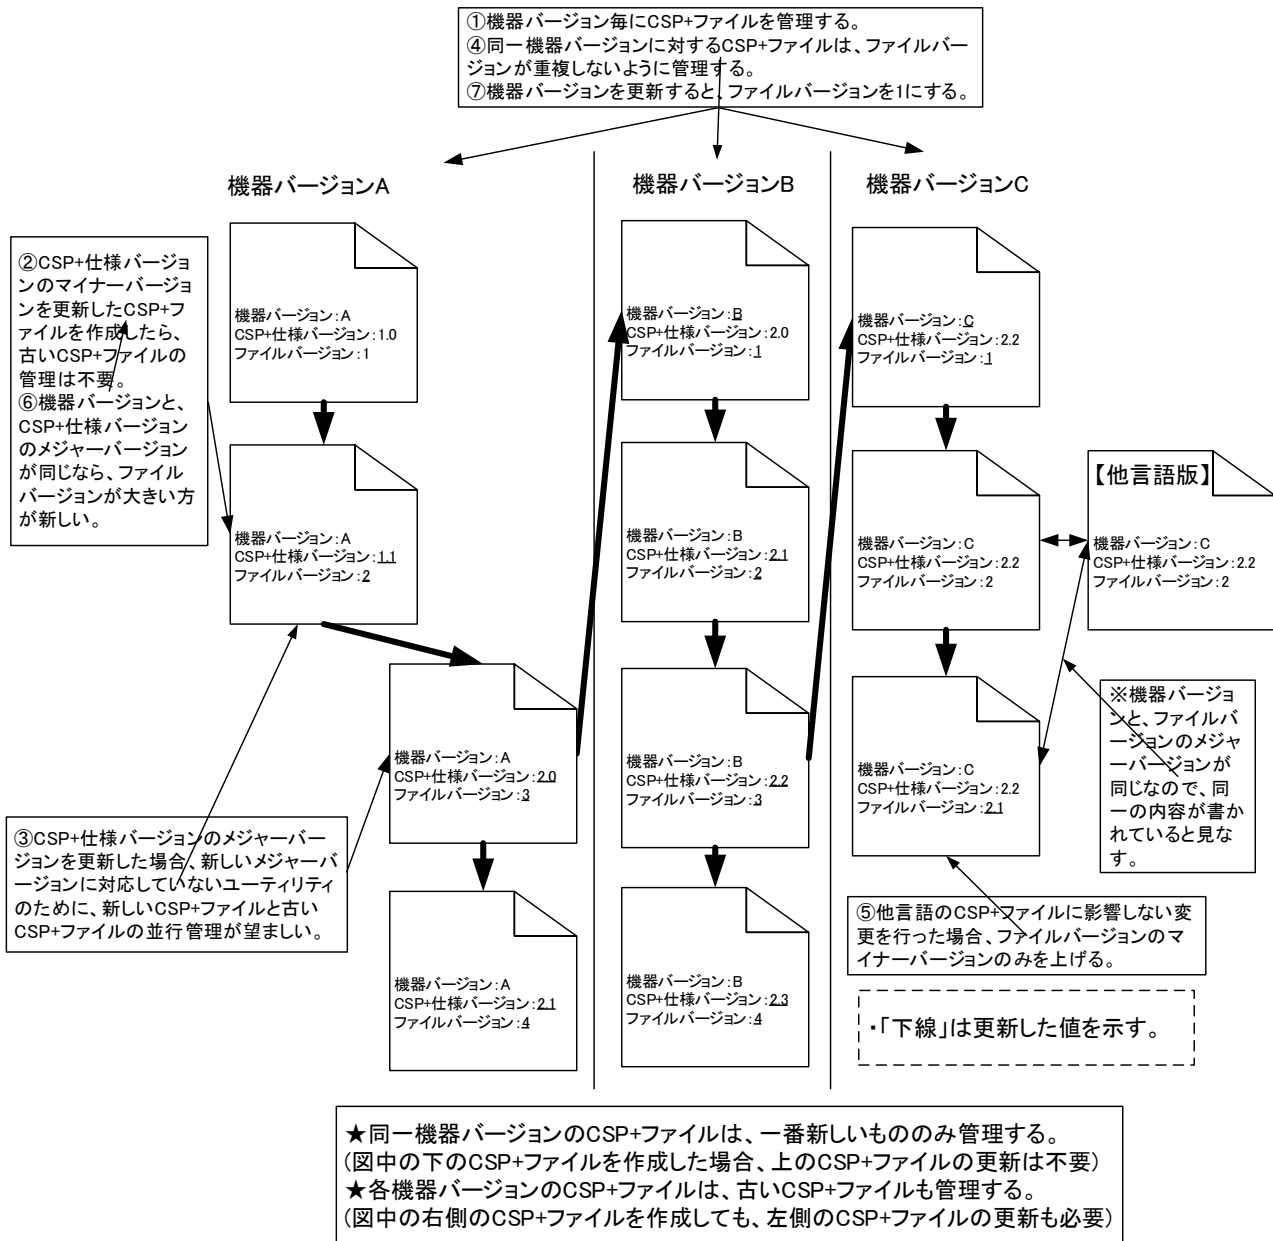 ①機器バージョン毎にCSP+ファイルを管理する。
④同一機器バージョンに対するCSP+ファイルは、ファイルバー
ジョンが重複しないように管理する。
⑦機器バージョンを更新すると、ファイルバージョンを1にする。
機器バージョンA
機器バージョンB
機器バージョンC
②CSP+仕様バージョ
ンのマイナーバージョ
ンを更新したCSP+フ
ァイルを作成したら、
古いCSP+ファイルの
管理は不要。
⑥機器バージョンと、
CSP+仕様バージョン
のメジャーバージョン
が同じなら、ファイル
バージョンが大きい方
が新しい。
機器バージョン:A
CSP+仕様バージョン:1.0
ファイルバージョン:1
機器バージョン:A
CSP+仕様バージョン:1.1
ファイルバージョン:2
機器バージョン:A
CSP+仕様バージョン:2.0
ファイルバージョン:3
機器バージョン:A
CSP+仕様バージョン:2.1
ファイルバージョン:4
③CSP+仕様バージョンのメジャーバー
ジョンを更新した場合、新しいメジャーバ
ージョンに対応していないユーティリティ
のために、新しいCSP+ファイルと古い
CSP+ファイルの並行管理が望ましい。
機器バージョン:B
CSP+仕様バージョン:2.0
ファイルバージョン:1
機器バージョン:B
CSP+仕様バージョン:2.1
ファイルバージョン:2
機器バージョン:B
CSP+仕様バージョン:2.2
ファイルバージョン:3
機器バージョン:B
CSP+仕様バージョン:2.3
ファイルバージョン:4
機器バージョン:C
CSP+仕様バージョン:2.2
ファイルバージョン:1
機器バージョン:C
CSP+仕様バージョン:2.2
ファイルバージョン:2
【他言語版】
機器バージョン:C
CSP+仕様バージョン:2.2
ファイルバージョン:2
機器バージョン:C
CSP+仕様バージョン:2.2
ファイルバージョン:2.1
※機器バージョ
ンと、ファイルバ
ージョンのメジャ
ーバージョンが
同じなので、同
一の内容が書か
れていると見な
す。
⑤他言語のCSP+ファイルに影響しない変
更を行った場合、ファイルバージョンのマ
イナーバージョンのみを上げる。
・「下線」は更新した値を示す。
★同一機器バージョンのCSP+ファイルは、一番新しいもののみ管理する。
(図中の下のCSP+ファイルを作成した場合、上のCSP+ファイルの更新は不要)
★各機器バージョンのCSP+ファイルは、古いCSP+ファイルも管理する。
(図中の右側のCSP+ファイルを作成しても、左側のCSP+ファイルの更新も必要)